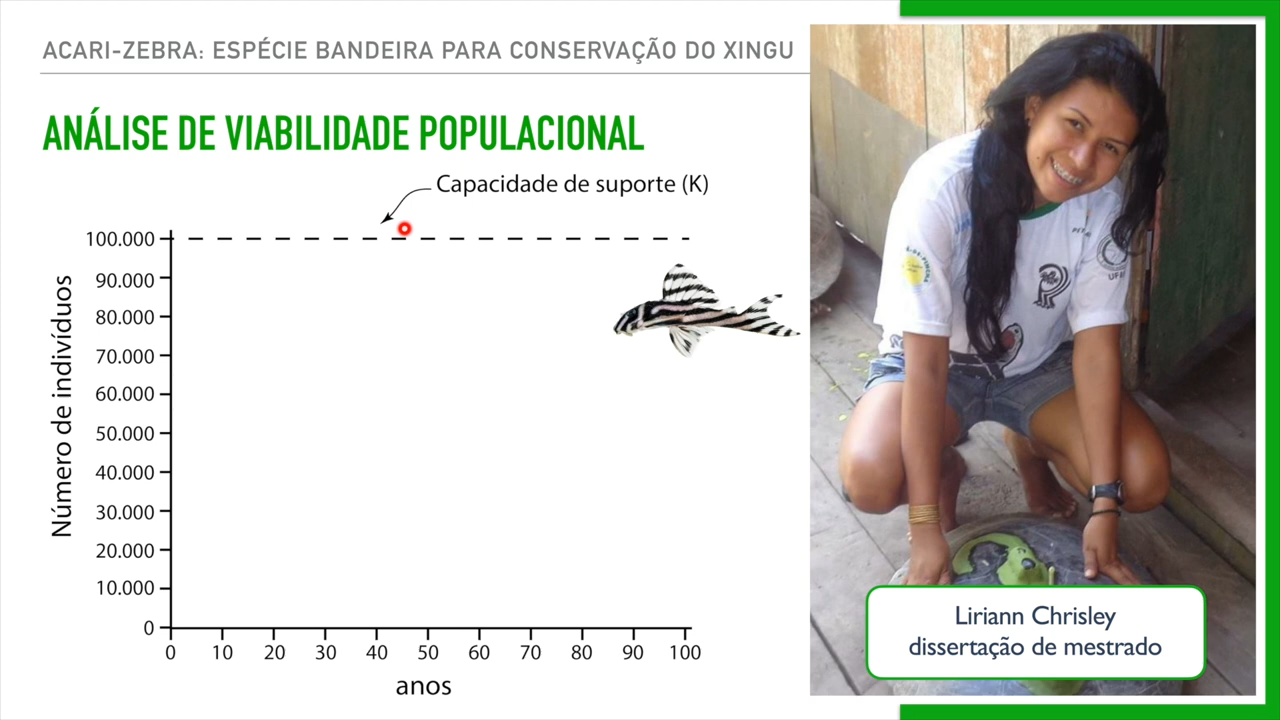 ACARI-ZEBRA: ESPÉCIE BANDEIRA PARA CONSERVAÇÃO DO XINGU
ANÁLISE DE VIABILIDADE POPULACIONAL
Capacidade de suporte (K)
100.000
90.000
80.000
70.000
60.000
50.000
40.000
30.000
20.000
10.000
0
Número de indivíduos
0 10 20 30 40 50 60 70 80 90 100
anos
Liriann Chrisley
dissertação de mestrado